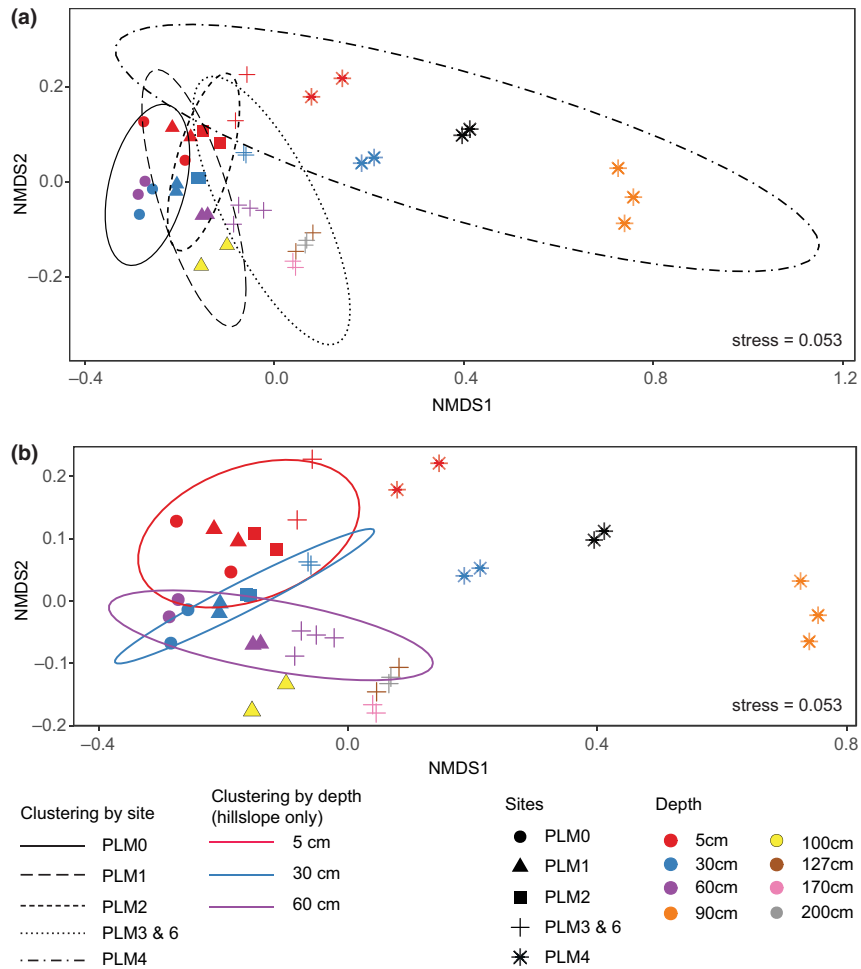 (a)
0.2
0.0
−0.2
NMDS2
stress = 0.053
−0.4
0.0
0.4
0.8
1.2
NMDS1
(b)
0.2
0.1
0.0
−0.1
−0.2
NMDS2
stress = 0.053
−0.4
0.0
0.4
0.8
NMDS1
Clustering by site
PLM0
PLM1
PLM2
PLM3 & 6
PLM4
Clustering by depth
(hillslope only)
5 cm
30 cm
60 cm
Sites
PLM0
PLM1
PLM2
PLM3 & 6
PLM4
Depth
5cm
30cm
60cm
90cm
100cm
127cm
170cm
200cm